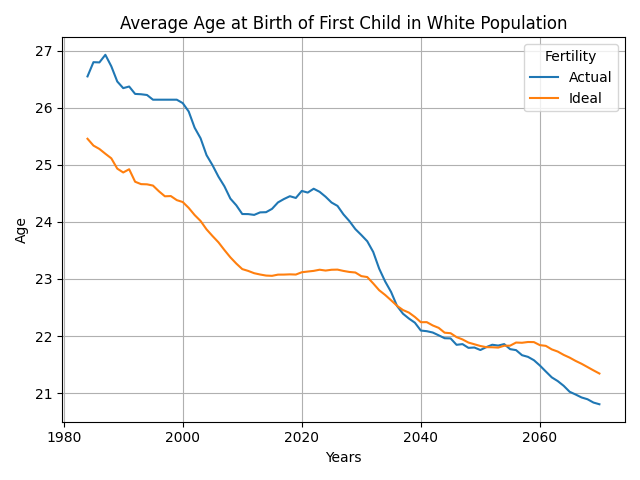 Average Age at Birth of First Child in White Population
Fertility
Actual
Ideal
Age
27
26
25
24
23
22
21
1980
2000
2020
2040
2060
Years